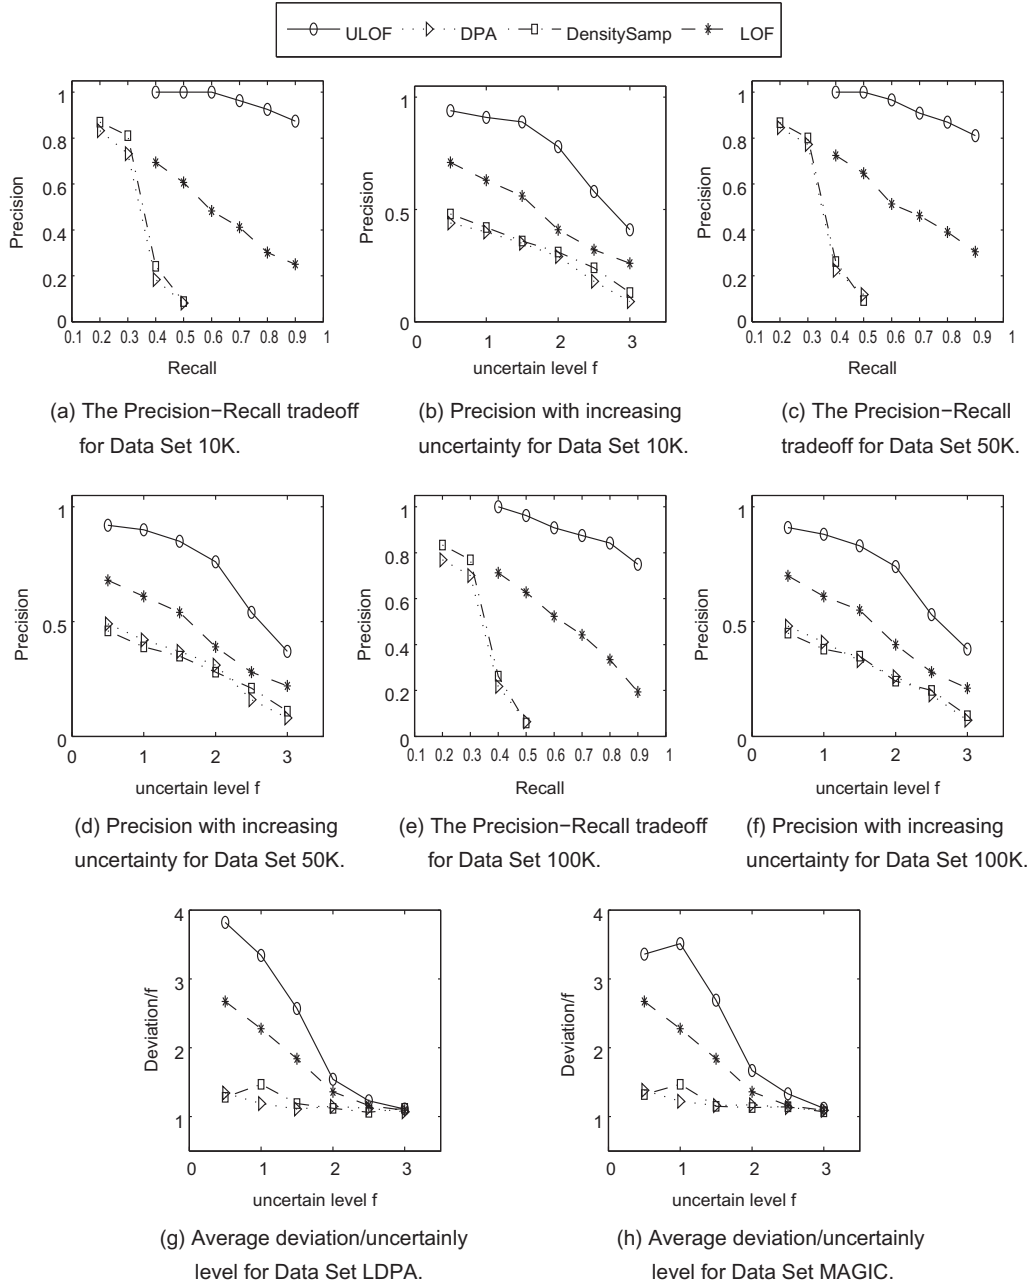 ULOF DPA DensitySamp LOF
1
0.8
0.6
0.4
0.2
0
Precision
0.1 0.2 0.3 0.4 0.5 0.6 0.7 0.8 0.9 1
Recall
(a) The Precision−Recall tradeoff
for Data Set 10K.
1
0.5
0
Precision
0 1 2 3
uncertain level f
(b) Precision with increasing
uncertainty for Data Set 10K.
1
0.8
0.6
0.4
0.2
0
Precision
0.1 0.2 0.3 0.4 0.5 0.6 0.7 0.8 0.9 1
Recall
(c) The Precision−Recall
tradeoff for Data Set 50K.
1
0.5
0
Precision
0 1 2 3
uncertain level f
(d) Precision with increasing
uncertainty for Data Set 50K.
1
0.8
0.6
0.4
0.2
0
Precision
0.1 0.2 0.3 0.4 0.5 0.6 0.7 0.8 0.9 1
Recall
(e) The Precision−Recall tradeoff
for Data Set 100K.
1
0.5
0
Precision
0 1 2 3
uncertain level f
(f) Precision with increasing
uncertainty for Data Set 100K.
4
3
2
1
Deviation/f
0 1 2 3
uncertain level f
(g) Average deviation/uncertainly
level for Data Set LDPA.
4
3
2
1
Deviation/f
0 1 2 3
uncertain level f
(h) Average deviation/uncertainly
level for Data Set MAGIC.